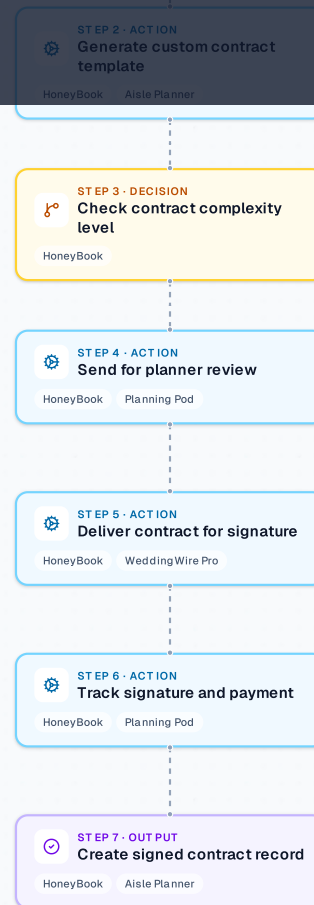 STEP 2 · ACTION
Generate custom contract
template
HoneyBook Aisle Planner
STEP 3 · DECISION
Check contract complexity
level
HoneyBook
STEP 4 · ACTION
Send for planner review
HoneyBook Planning Pod
STEP 5 · ACTION
Deliver contract for signature
HoneyBook WeddingWire Pro
STEP 6 · ACTION
Track signature and payment
HoneyBook Planning Pod
STEP 7 · OUTPUT
Create signed contract record
HoneyBook Aisle Planner